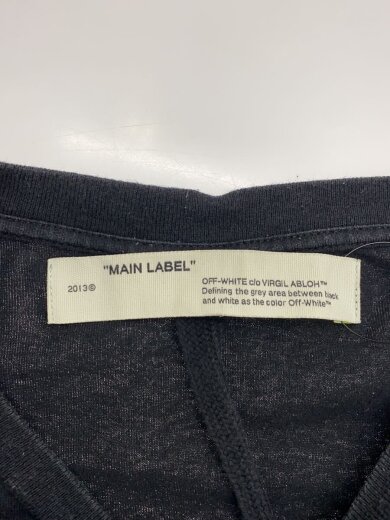 "MAIN LABEL"
2013©
OFF-WHITE c/o VIRGIL ABLOH™
Defining the grey area between black
and white as the color Off-White™